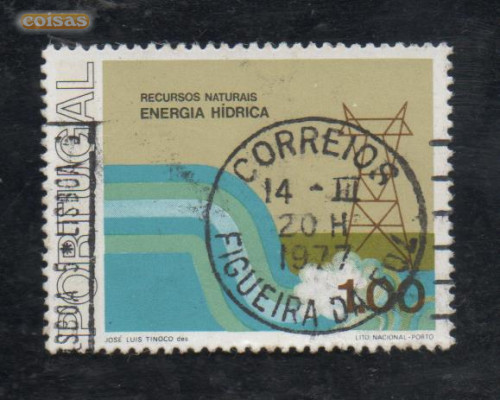 coisas
PORTUGAL
RECURSOS NATURAIS
ENERGIA HÍDRICA
CORREIOS
14 - III
20 H
1977
FIGUEIRA DA FOZ
1.00
JOSÉ LUIS TINOCO des
LITO NACIONAL - PORTO